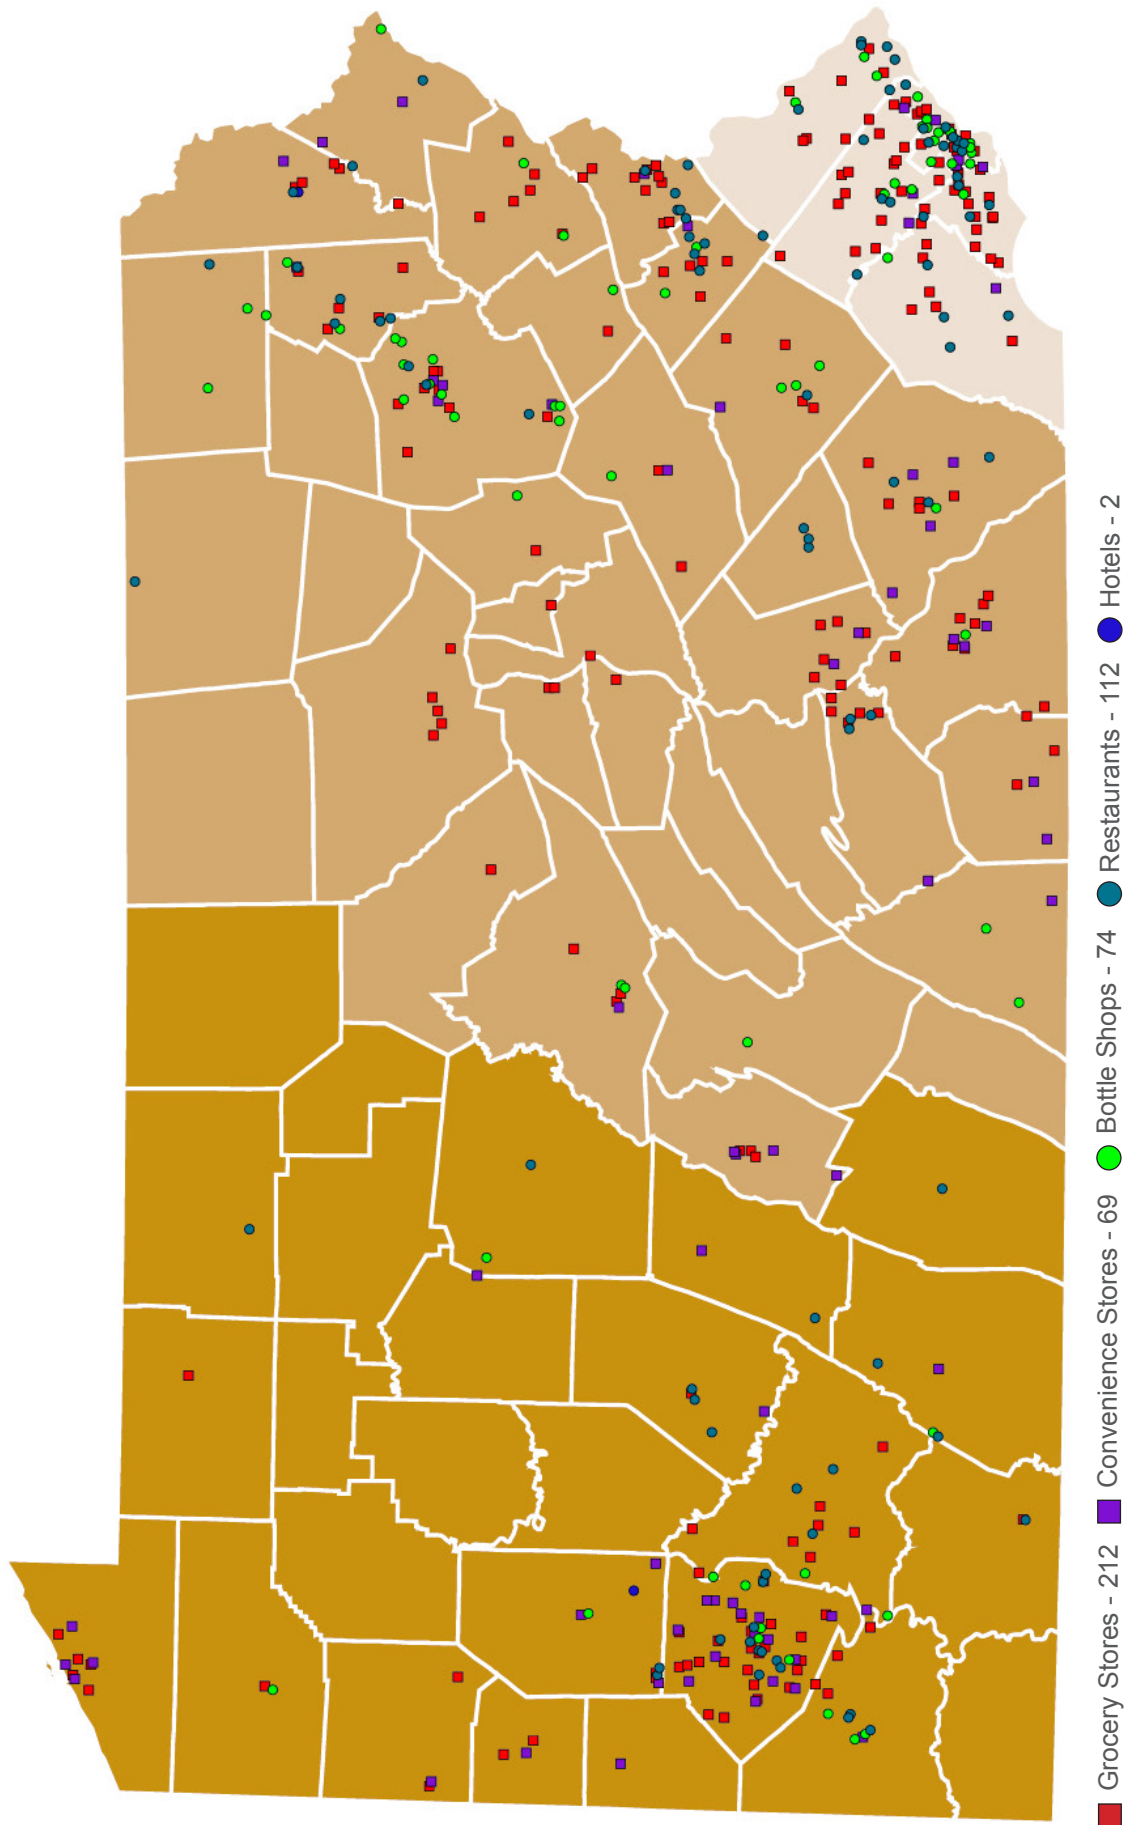 Grocery Stores - 212 Convenience Stores - 69 Bottle Shops - 74 Restaurants - 112 Hotels - 2